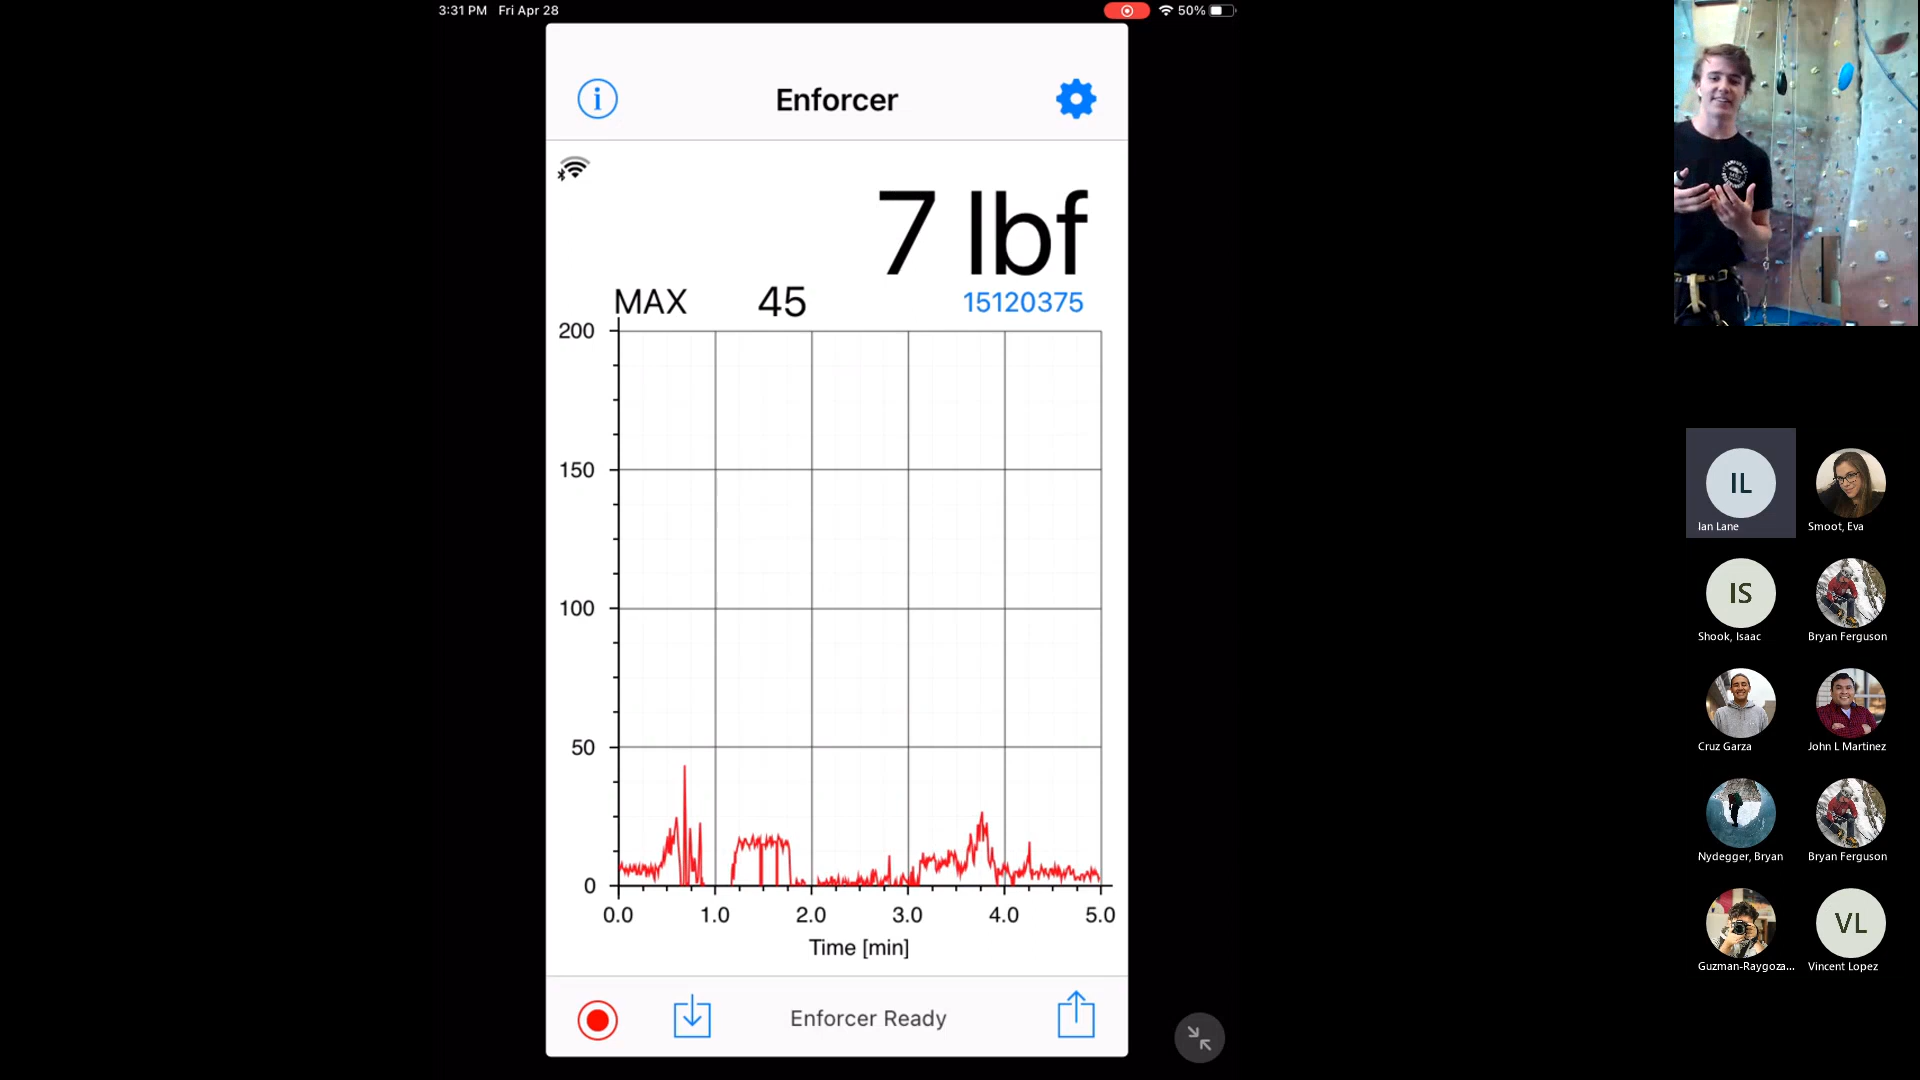 3:31 PM Fri Apr 28
50%
Enforcer
7 lbf
MAX 45 15120375
200
150
100
50
0
0.0 1.0 2.0 3.0 4.0 5.0
Time [min]
Enforcer Ready
IL
Ian Lane
Smoot, Eva
IS
Shook, Isaac
Bryan Ferguson
Cruz Garza
John L Martinez
Nydegger, Bryan
Bryan Ferguson
Guzman-Raygoza...
VL
Vincent Lopez